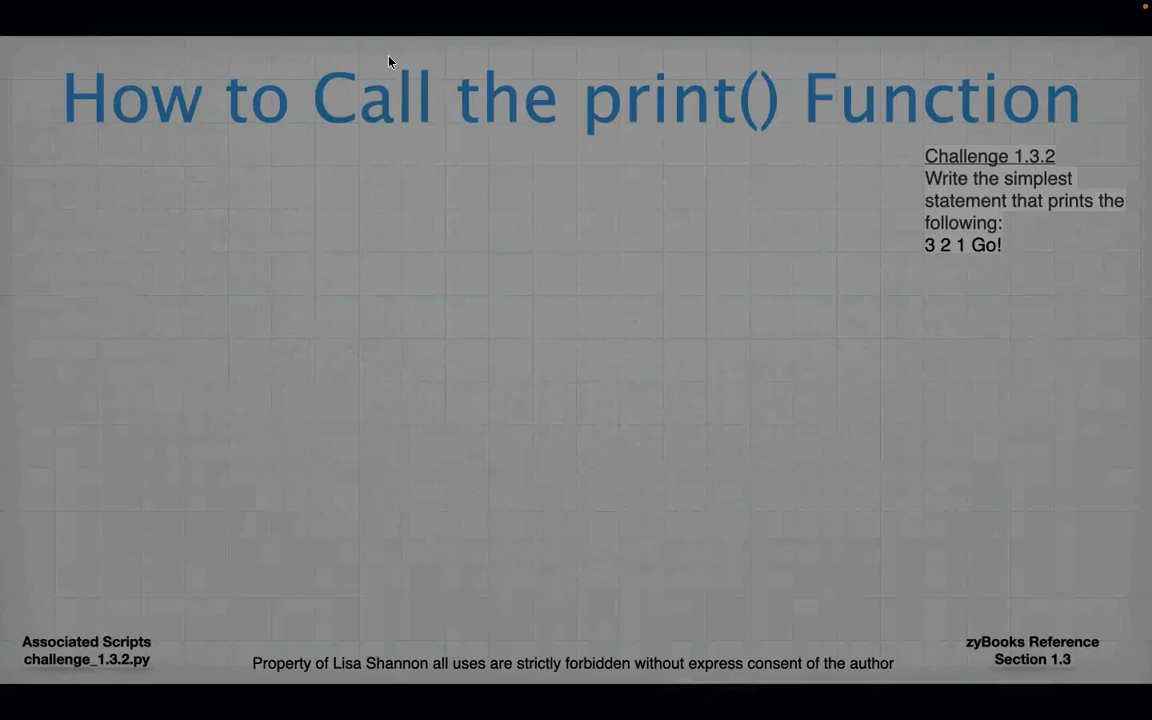 How to Call the print() Function
Challenge 1.3.2
Write the simplest
statement that prints the
following:
3 2 1 Go!
Associated Scripts
challenge_1.3.2.py
Property of Lisa Shannon all uses are strictly forbidden without express consent of the author
zyBooks Reference
Section 1.3